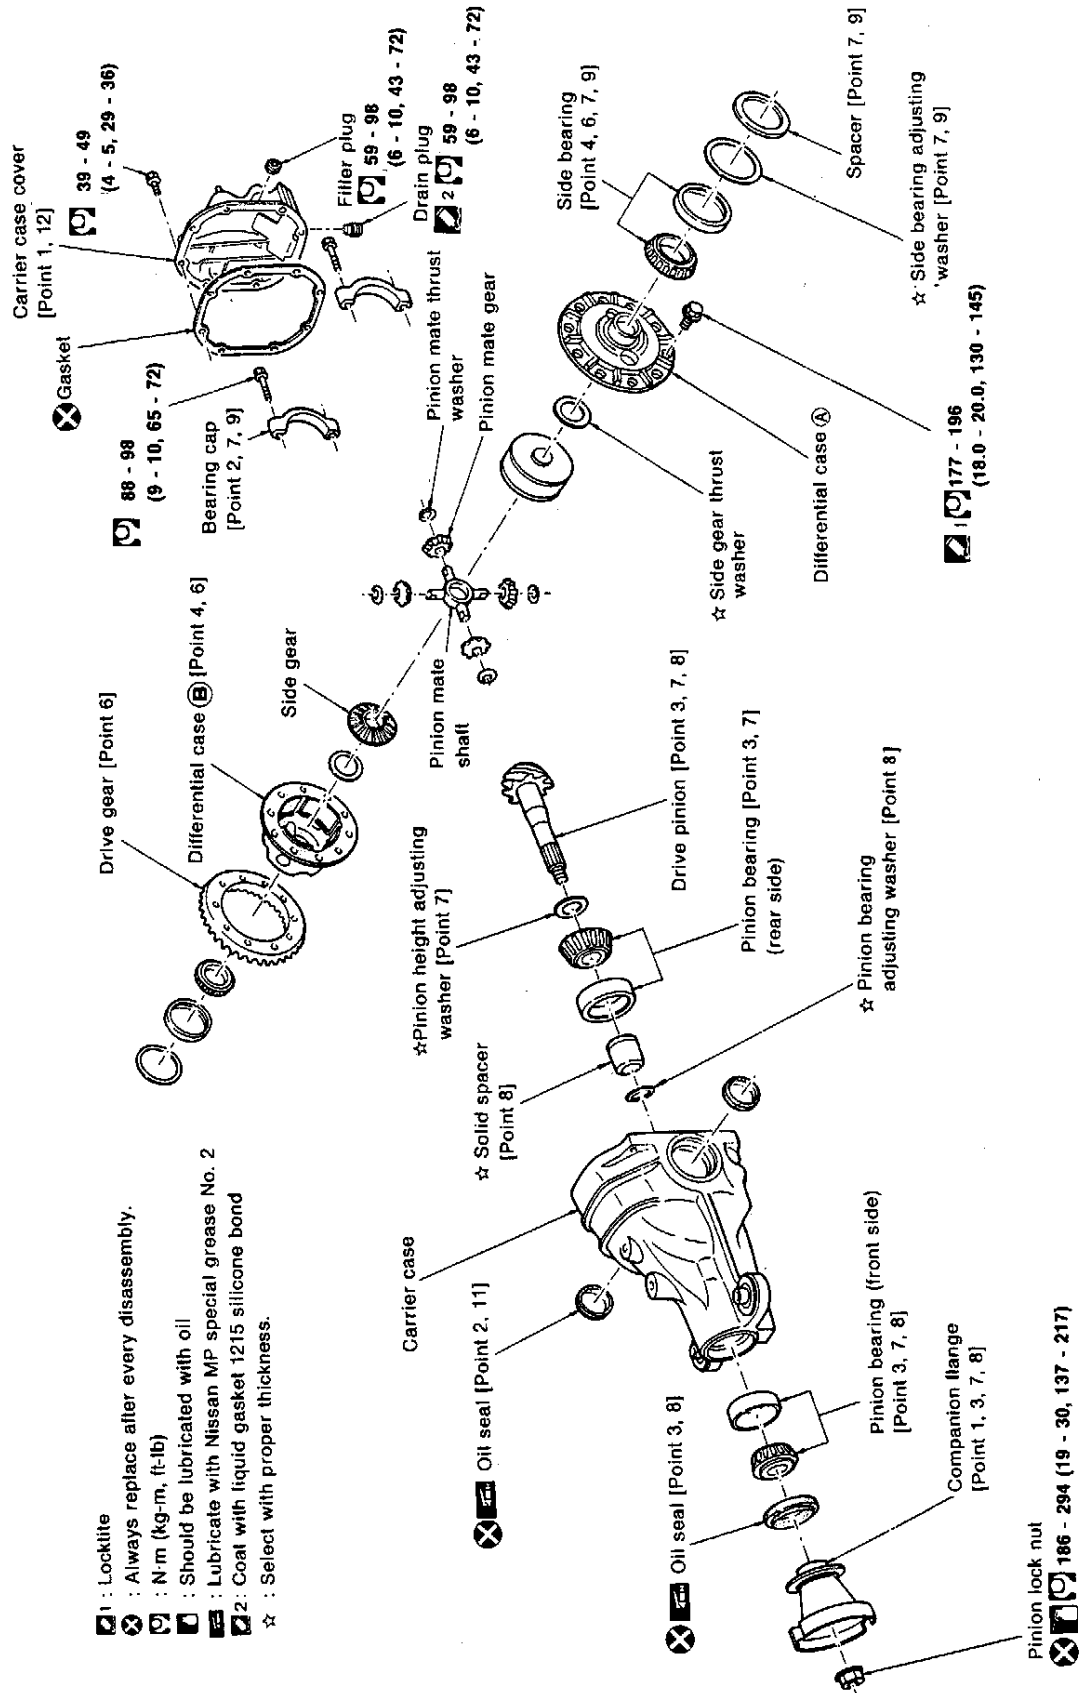 Carrier case cover
[Point 1, 12]
39 - 49
(4 - 5, 29 - 36)
Filler plug
59 - 98
(6 - 10, 43 - 72)
Drain plug
2 59 - 98
(6 - 10, 43 - 72)
Gasket
88 - 98
(9 - 10, 65 - 72)
Bearing cap
[Point 2, 7, 9]
Pinion mate thrust
washer
Pinion mate gear
Side bearing
[Point 4, 6, 7, 9]
Spacer [Point 7, 9]
☆ Side bearing adjusting
washer [Point 7, 9]
1 177 - 196
(18.0 - 20.0, 130 - 145)
Differential case Ⓐ
☆ Side gear thrust
washer
Drive gear [Point 6]
Differential case Ⓑ [Point 4, 6]
Side gear
Pinion mate
shaft
☆Pinion height adjusting
washer [Point 7]
Drive pinion [Point 3, 7, 8]
Pinion bearing [Point 3, 7]
(rear side)
☆ Pinion bearing
adjusting washer [Point 8]
☆ Solid spacer
[Point 8]
Carrier case
Oil seal [Point 2, 11]
Oil seal [Point 3, 8]
Pinion bearing (front side)
[Point 3, 7, 8]
Companion flange
[Point 1, 3, 7, 8]
Pinion lock nut
186 - 294 (19 - 30, 137 - 217)
1 : Locktite
: Always replace after every disassembly.
: N·m (kg-m, ft-lb)
: Should be lubricated with oil
: Lubricate with Nissan MP special grease No. 2
2 : Coat with liquid gasket 1215 silicone bond
☆ : Select with proper thickness.